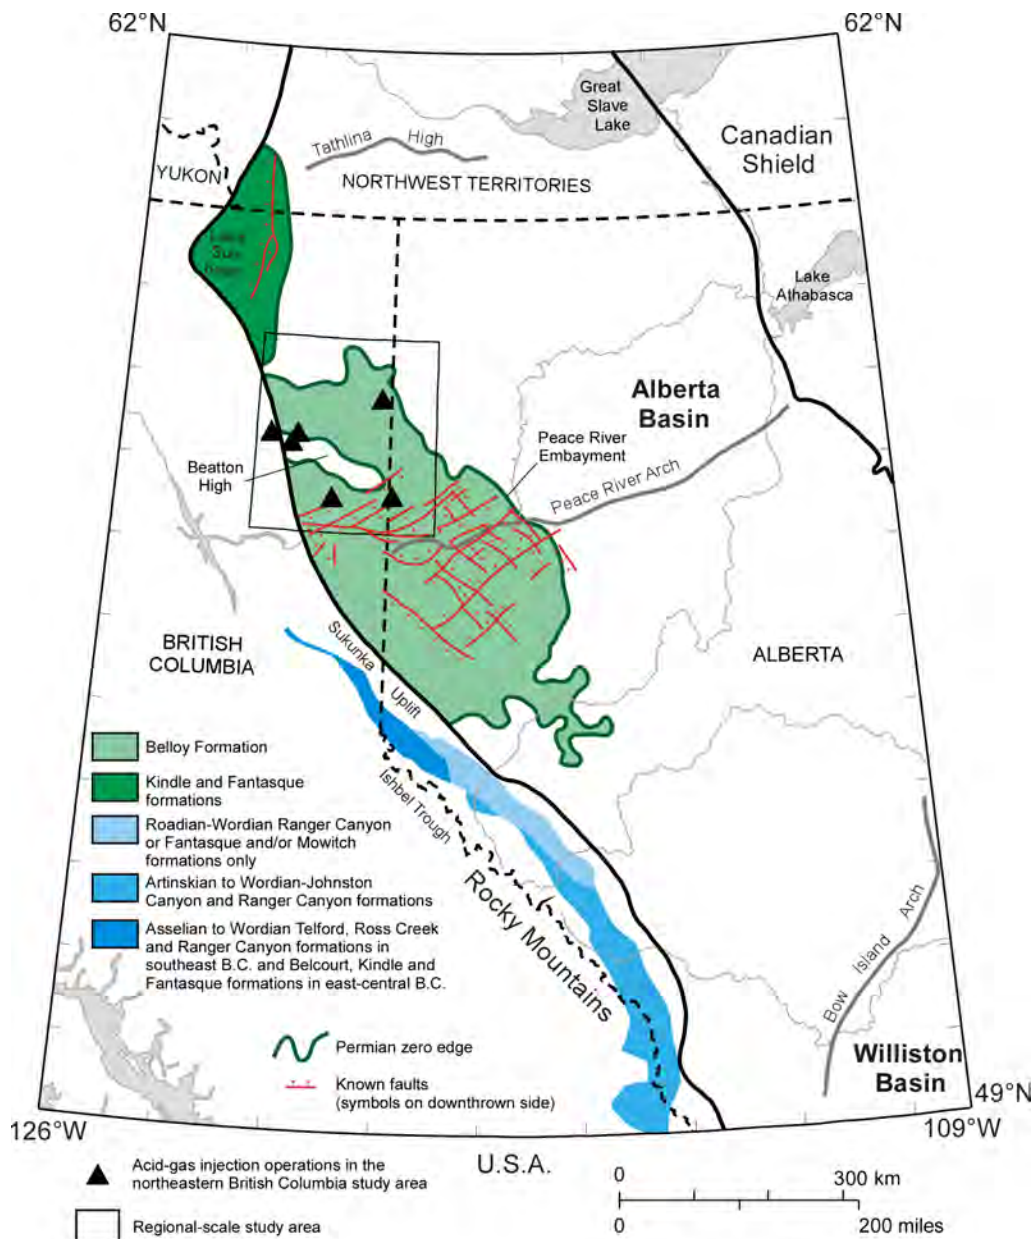 62°N
62°N
Great
Slave
Lake
Canadian
Shield
Tathlina High
YUKON
NORTHWEST TERRITORIES
Lake
Athabasca
Alberta
Basin
Peace River
Embayment
Beatton
High
Peace River Arch
BRITISH
COLUMBIA
Sukunka
Uplift
ALBERTA
Ishbel Trough
Rocky Mountains
Bow Island Arch
Williston
Basin
Belloy Formation
Kindle and Fantasque
formations
Roadian-Wordian Ranger Canyon
or Fantasque and/or Mowitch
formations only
Artinskian to Wordian-Johnston
Canyon and Ranger Canyon formations
Asselian to Wordian Telford, Ross Creek
and Ranger Canyon formations in
southeast B.C. and Belcourt, Kindle and
Fantasque formations in east-central B.C.
Permian zero edge
Known faults
(symbols on downthrown side)
49°N
126°W
109°W
U.S.A.
Acid-gas injection operations in the
northeastern British Columbia study area
Regional-scale study area
0 300 km
0 200 miles